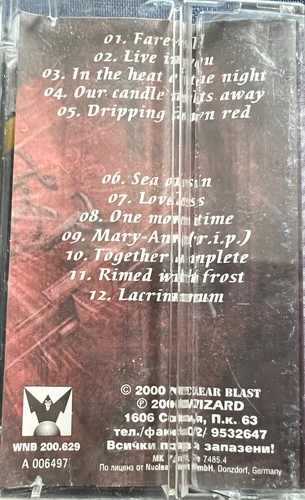 01. Farewell
02. Live in you
03. In the heat of the night
04. Our candle melts away
05. Dripping down red
06. Sea of sin
07. Loveless
08. One more time
09. Mary-Ann (r.i.p.)
10. Together complete
11. Rimed with frost
12. Lacrimarum
© 2000 NUCLEAR BLAST
℗ 2000 WIZARD
1606 София, П.к. 63
тел./факс: 02/ 9532647
Всички права запазени!
МК 7485.4
По лиценз от Nuclear Blast GmbH, Donzdorf, Germany.
WNB 200.629
A 006497